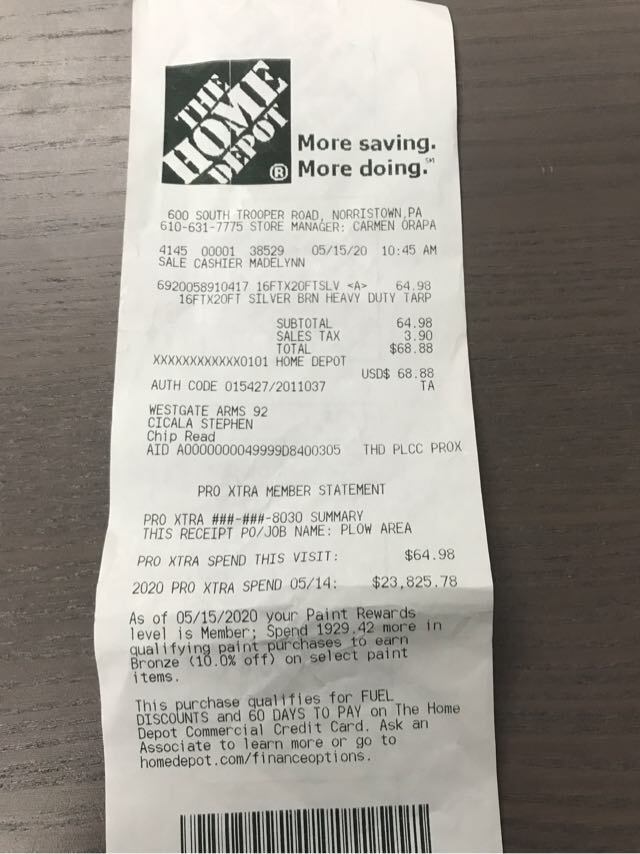 THE
HOME
DEPOT
®
More saving.
More doing.℠
600 SOUTH TROOPER ROAD, NORRISTOWN,PA
610-631-7775 STORE MANAGER: CARMEN ORAPA
4145 00001 38529 05/15/20 10:45 AM
SALE CASHIER MADELYNN
6920058910417 16FTX20FTSLV <A> 64.98
16FTX20FT SILVER BRN HEAVY DUTY TARP
SUBTOTAL 64.98
SALES TAX 3.90
TOTAL $68.88
XXXXXXXXXXXX0101 HOME DEPOT
USD$ 68.88
AUTH CODE 015427/2011037 TA
WESTGATE ARMS 92
CICALA STEPHEN
Chip Read
AID A0000000049999D8400305 THD PLCC PROX
PRO XTRA MEMBER STATEMENT
PRO XTRA ###-###-8030 SUMMARY
THIS RECEIPT PO/JOB NAME: PLOW AREA
PRO XTRA SPEND THIS VISIT: $64.98
2020 PRO XTRA SPEND 05/14: $23,825.78
As of 05/15/2020 your Paint Rewards
level is Member; Spend 1929.42 more in
qualifying paint purchases to earn
Bronze (10.0% off) on select paint
items.
This purchase qualifies for FUEL
DISCOUNTS and 60 DAYS TO PAY on The Home
Depot Commercial Credit Card. Ask an
Associate to learn more or go to
homedepot.com/financeoptions.